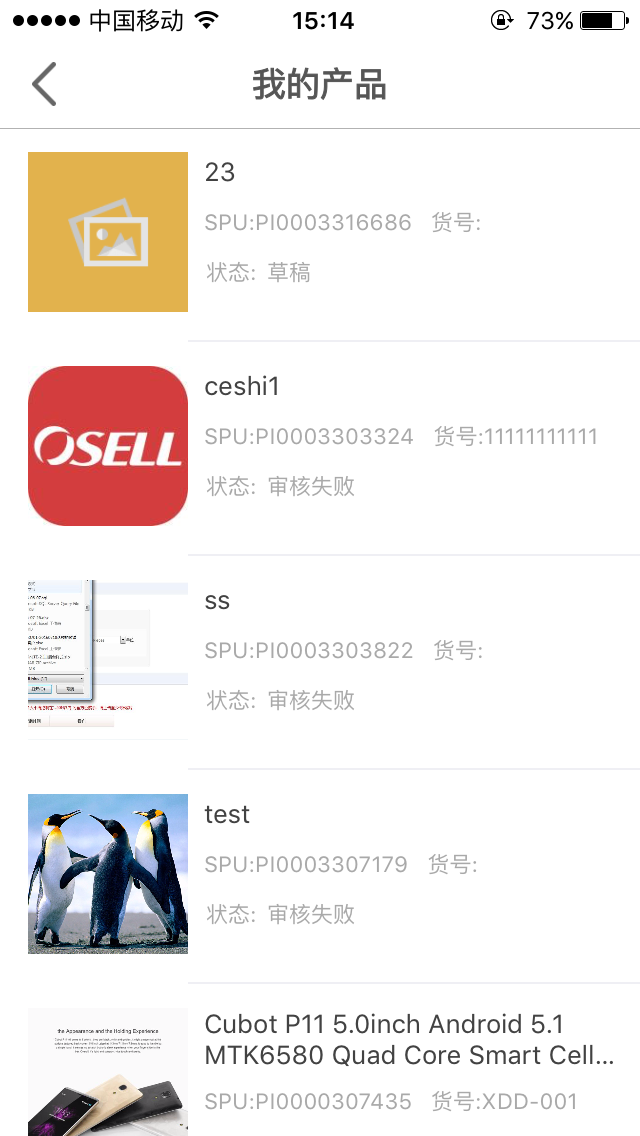 中国移动 15:14 73%
我的产品
23
SPU:PI0003316686 货号:
状态: 草稿
OSELL
ceshi1
SPU:PI0003303324 货号:11111111111
状态: 审核失败
ss
SPU:PI0003303822 货号:
状态: 审核失败
test
SPU:PI0003307179 货号:
状态: 审核失败
the Appearance and the Holding Experience
Cubot P11 5.0inch Android 5.1
MTK6580 Quad Core Smart Cell...
SPU:PI0000307435 货号:XDD-001